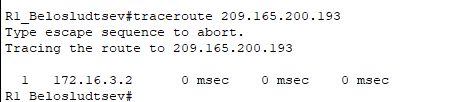 R1_Belosludtsev#traceroute 209.165.200.193
Type escape sequence to abort.
Tracing the route to 209.165.200.193
1 172.16.3.2 0 msec 0 msec 0 msec
R1_Belosludtsev#